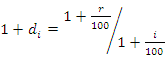 1 + d_i = (1 + r/100) / (1 + i/100)